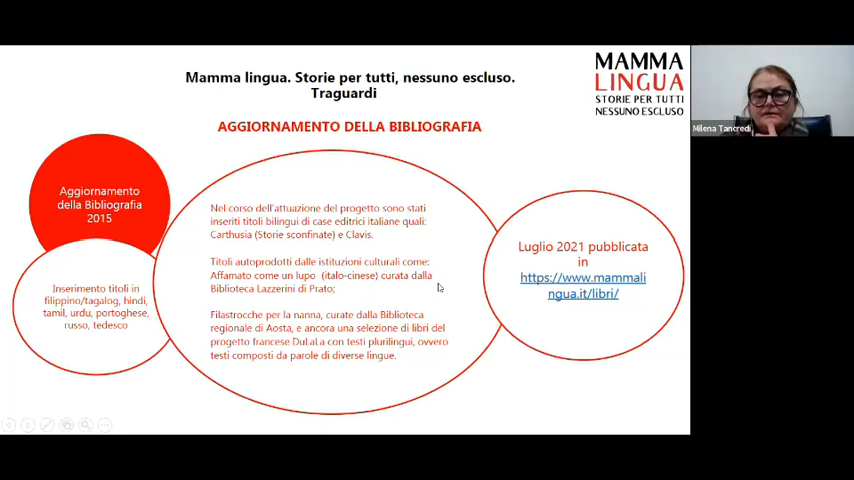 Mamma lingua. Storie per tutti, nessuno escluso.
Traguardi
MAMMA
LINGUA
STORIE PER TUTTI
NESSUNO ESCLUSO
AGGIORNAMENTO DELLA BIBLIOGRAFIA
Milena Tancredi
Aggiornamento
della Bibliografia
2015
Inserimento titoli in
filippino/tagalog, hindi,
tamil, urdu, portoghese,
russo, tedesco
Nel corso dell'attuazione del progetto sono stati
inseriti titoli bilingui di case editrici italiane quali:
Carthusia (Storie sconfinate) e Clavis.
Titoli autoprodotti dalle istituzioni culturali come:
Affamato come un lupo (italo-cinese) curata dalla
Biblioteca Lazzerini di Prato;
Filastrocche per la nanna, curate dalla Biblioteca
regionale di Aosta, e ancora una selezione di libri del
progetto francese DuLaLa con testi plurilingui, ovvero
testi composti da parole di diverse lingue.
Luglio 2021 pubblicata
in
https://www.mammali
ngua.it/libri/